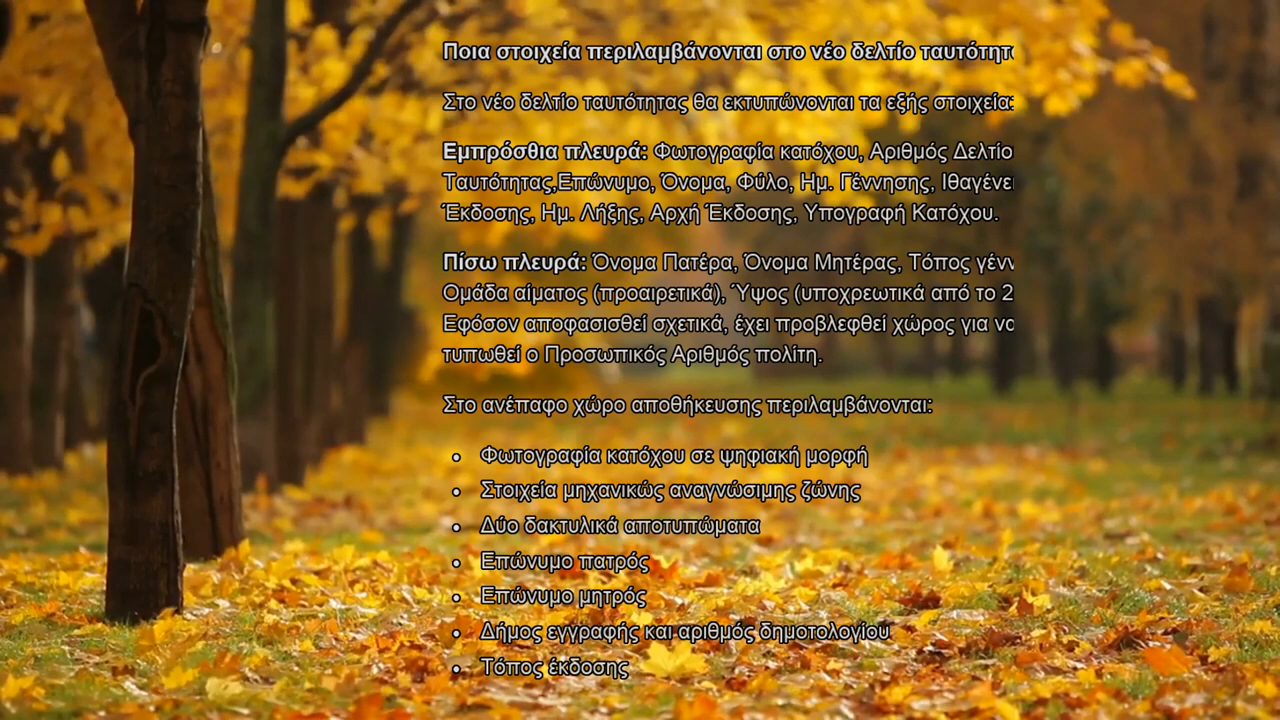 Ποια στοιχεία περιλαμβάνονται στο νέο δελτίο
Στο νέο δελτίο ταυτότητας θα εκτυπώνονται τα εξής στοιχεία:
Εμπρόσθια πλευρά: Φωτογραφία κατόχου, Αριθμός Δελτίο
Ταυτότητας,Επώνυμο, Όνομα, Φύλο, Ημ. Γέννησης,
Έκδοσης, Ημ. Λήξης, Αρχή Έκδοσης, Υπογραφή Κατόχου.
Πίσω πλευρά: Όνομα Πατέρα, Όνομα Μητέρας, Τόπος
Ομάδα αίματος (προαιρετικά), Ύψος (υποχρεωτικά από το 2
Εφόσον αποφασισθεί σχετικά, έχει προβλεφθεί χώρος για
τυπωθεί ο Προσωπικός Αριθμός πολίτη.
Στο ανέπαφο χώρο αποθήκευσης περιλαμβάνονται:
• Φωτογραφία κατόχου σε ψηφιακή μορφή
• Στοιχεία μηχανικώς αναγνώσιμης ζώνης
• Δύο δακτυλικά αποτυπώματα
• Επώνυμο πατρός
• Επώνυμο μητρός
• Δήμος εγγραφής και αριθμός δημοτολογίου
• Τόπος έκδοσης